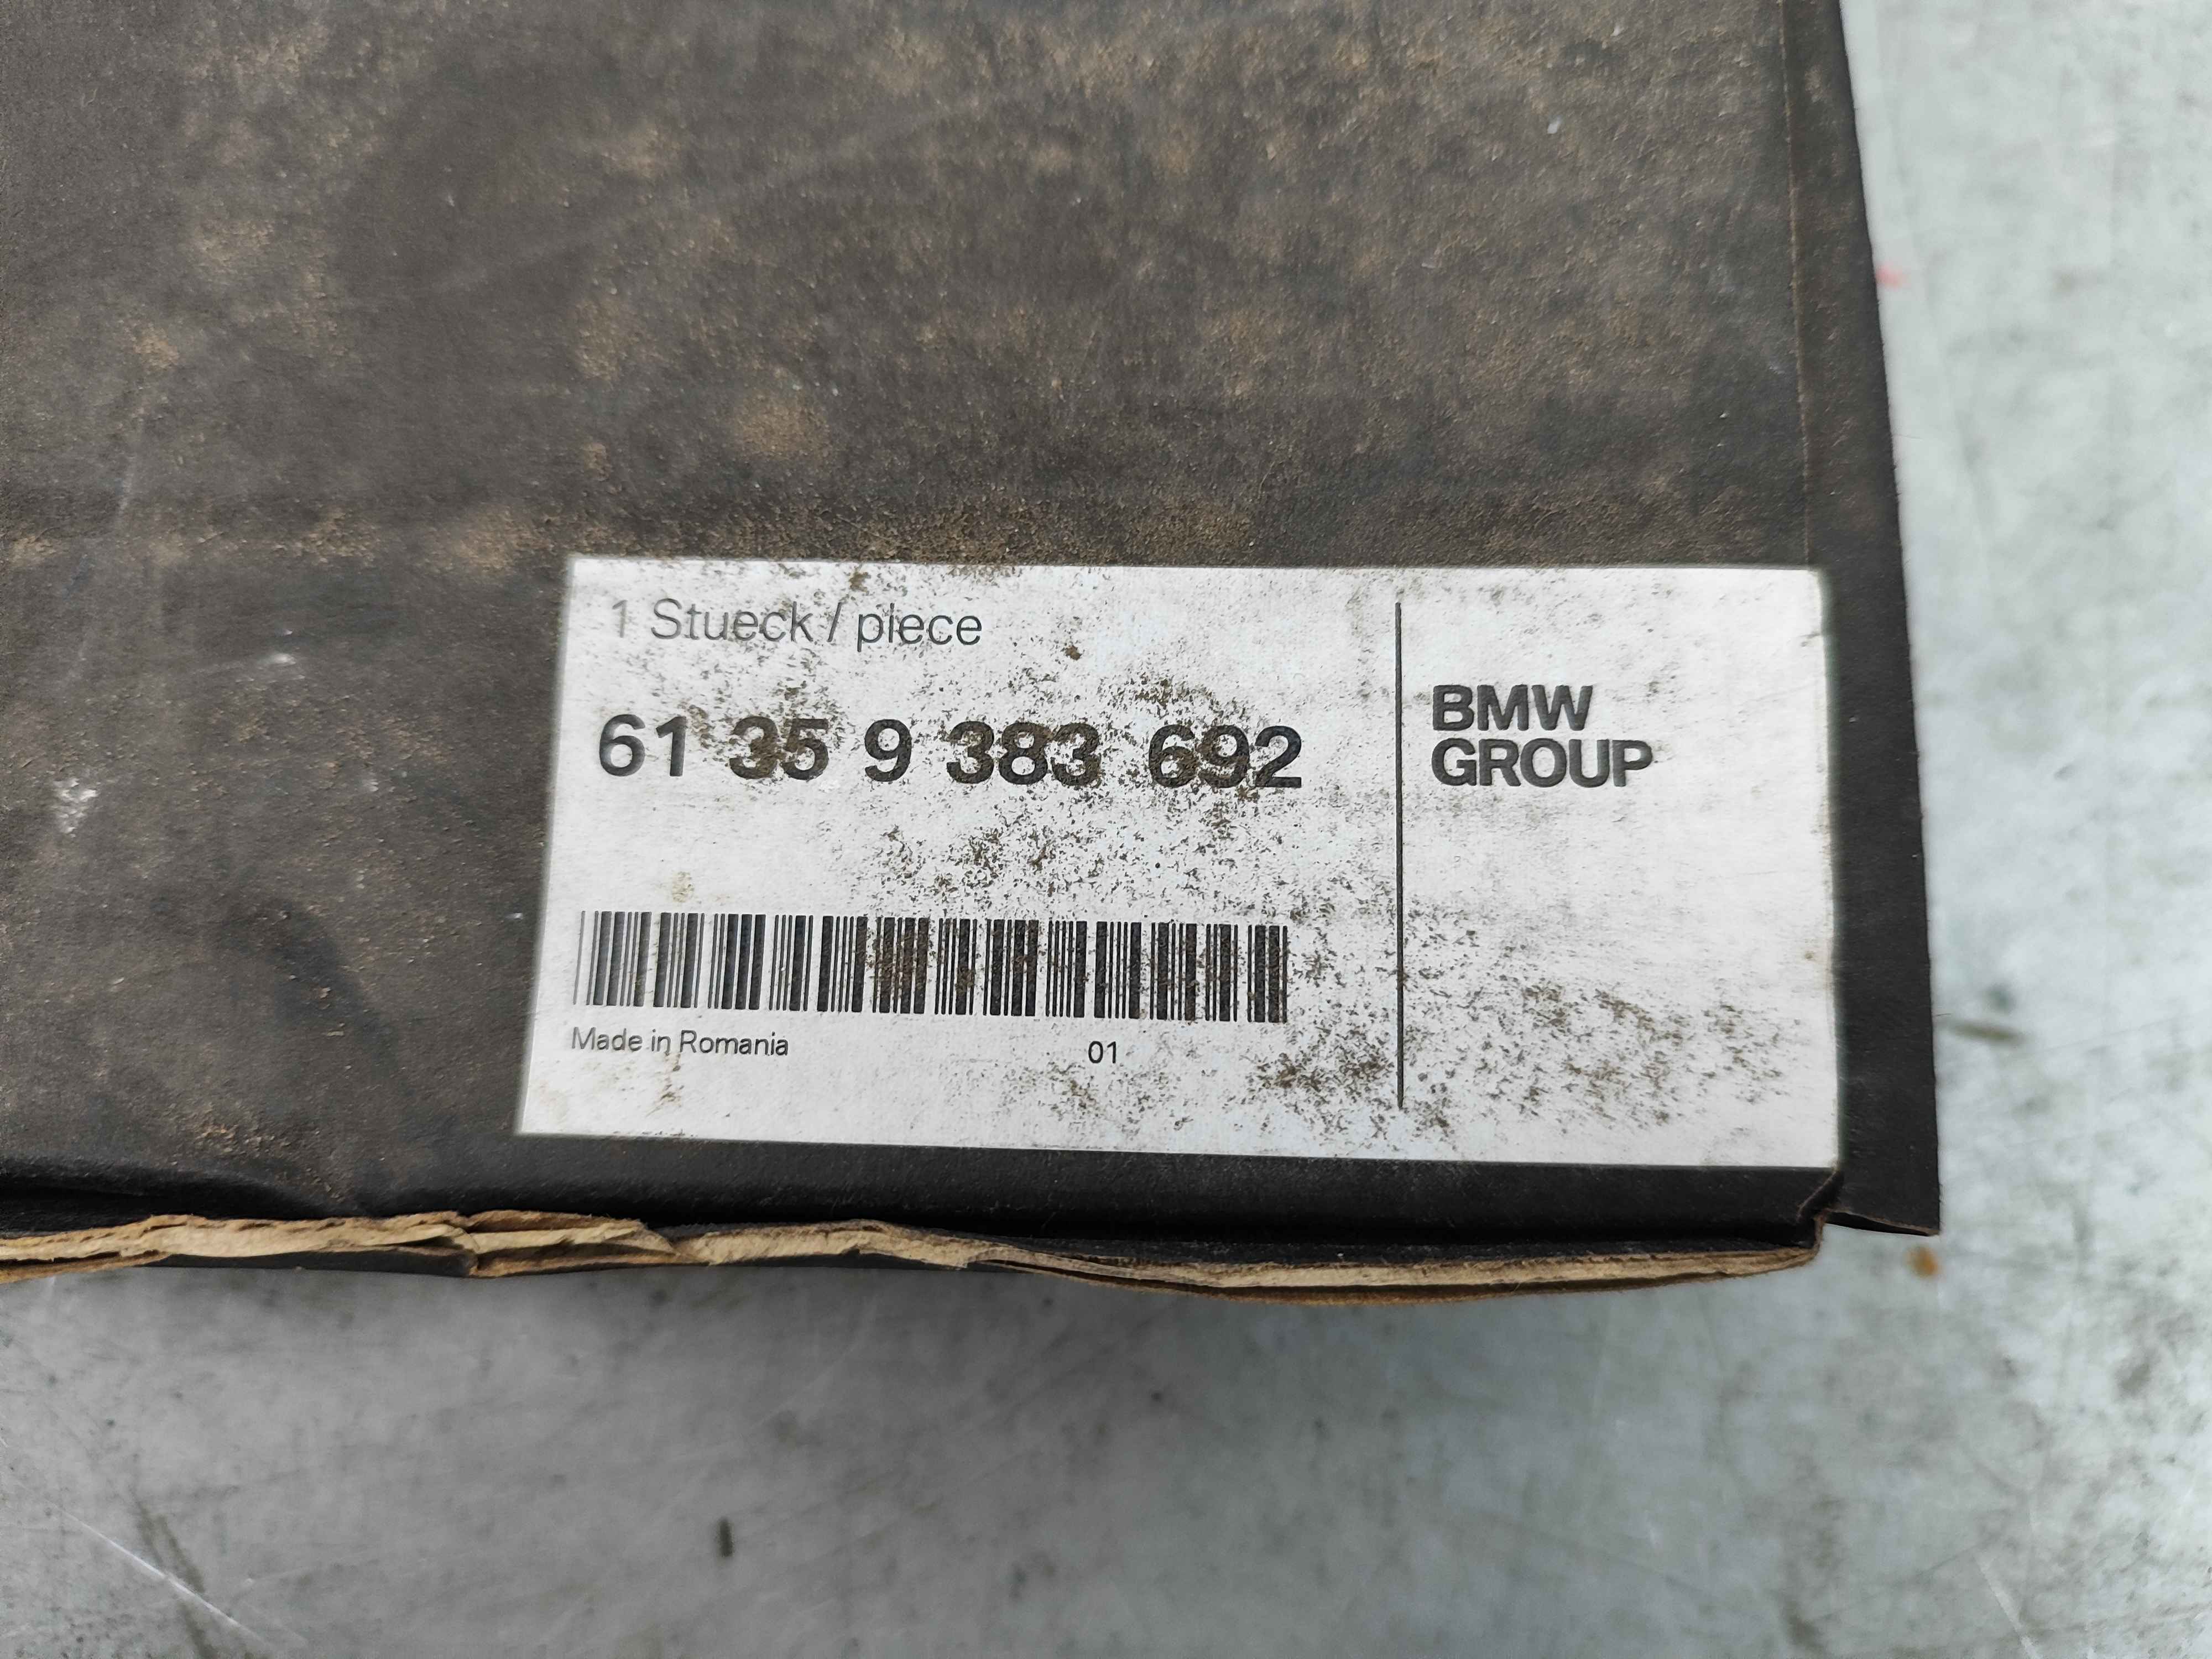 1 Stueck / piece
61 35 9 383 692
BMW
GROUP
Made in Romania 01